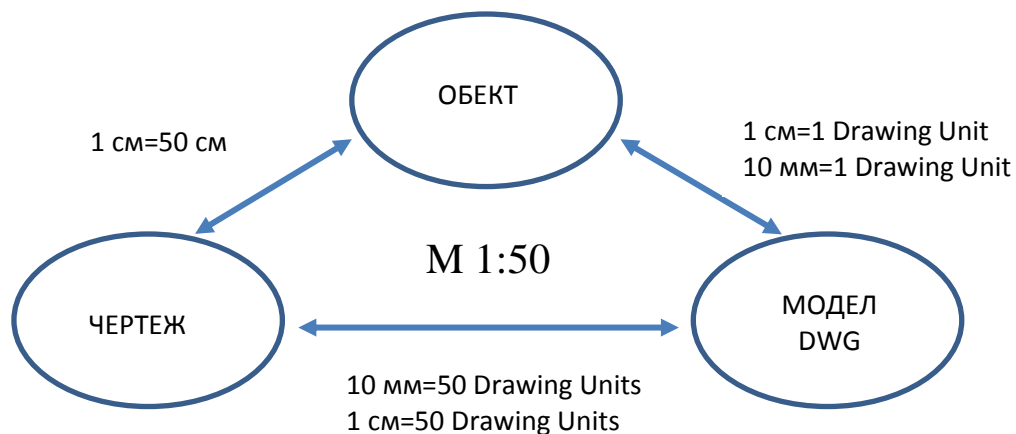 ОБЕКТ
1 см=50 см
1 см=1 Drawing Unit
10 мм=1 Drawing Unit
М 1:50
ЧЕРТЕЖ
МОДЕЛ
DWG
10 мм=50 Drawing Units
1 см=50 Drawing Units